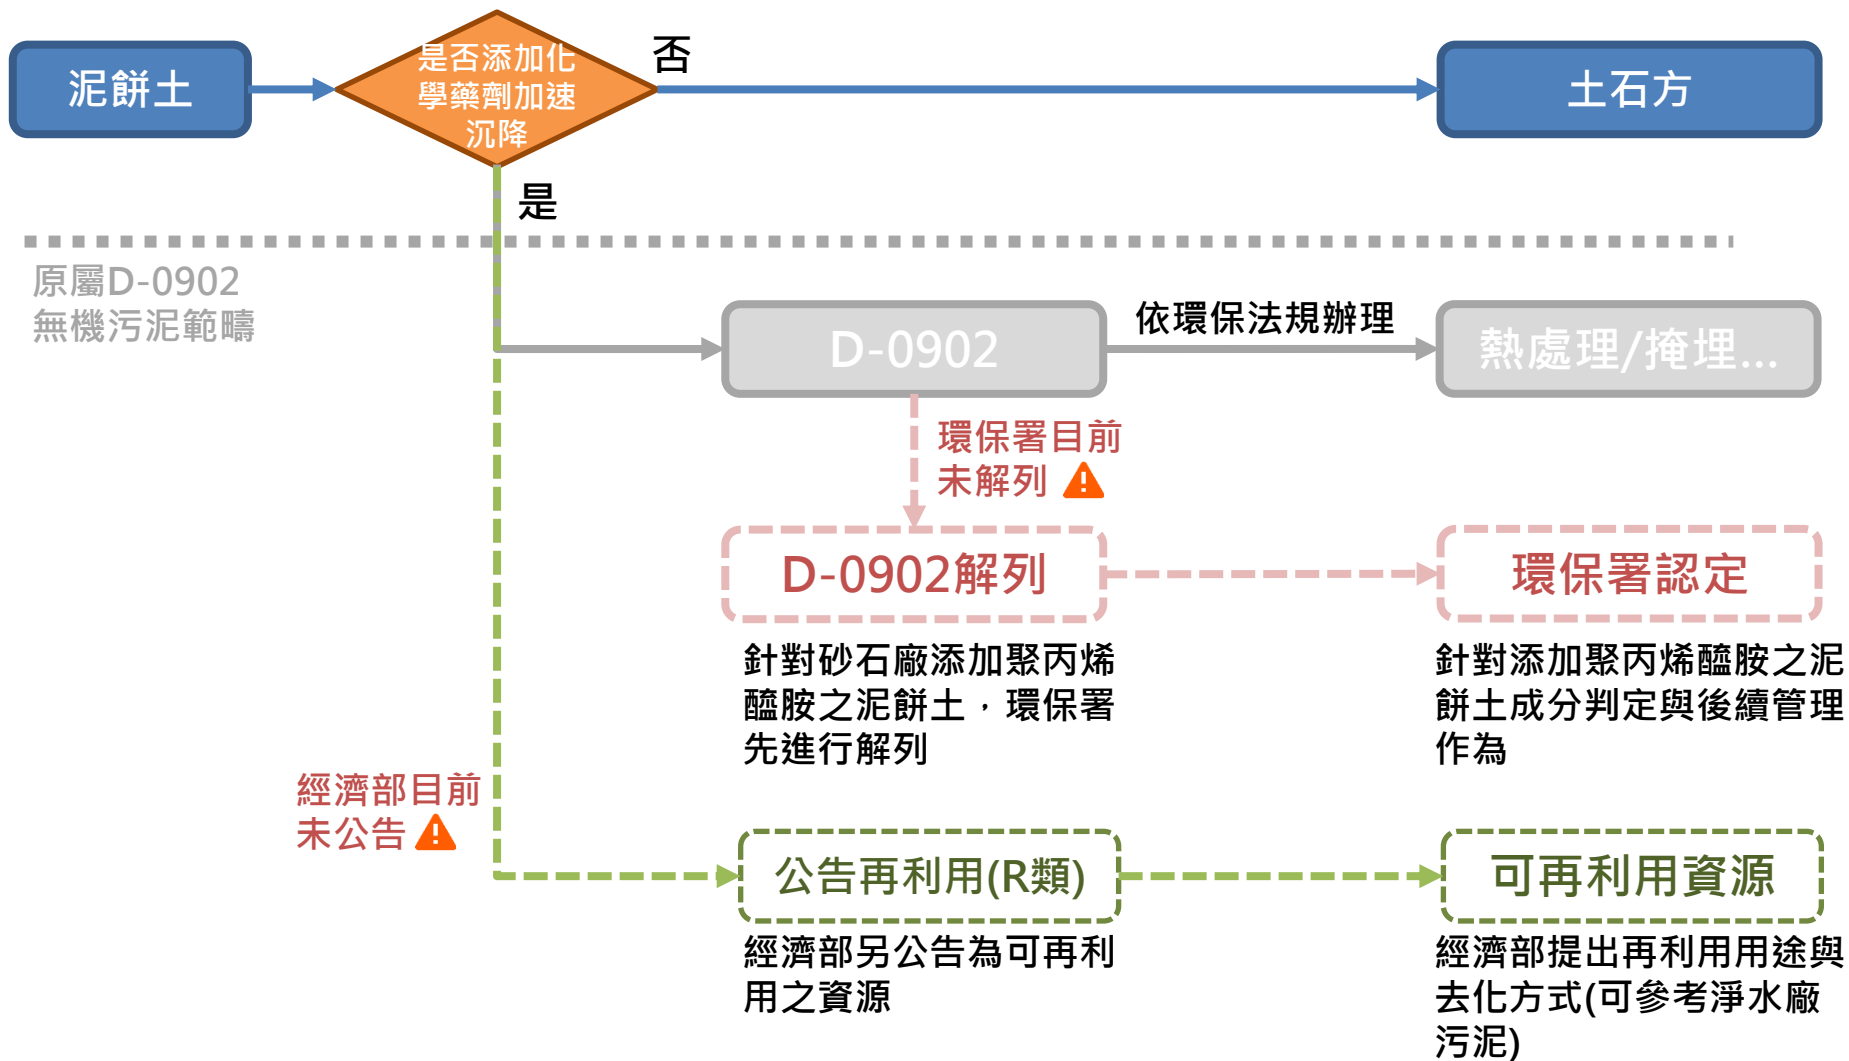 泥餅土
是否添加化
學藥劑加速
沉降
否
土石方
是
原屬D-0902
無機污泥範疇
D-0902
依環保法規辦理
熱處理/掩埋...
環保署目前
未解列
D-0902解列
環保署認定
針對砂石廠添加聚丙烯
醯胺之泥餅土，環保署
先進行解列
針對添加聚丙烯醯胺之泥
餅土成分判定與後續管理
作為
經濟部目前
未公告
公告再利用(R類)
可再利用資源
經濟部另公告為可再利
用之資源
經濟部提出再利用用途與
去化方式(可參考淨水廠
污泥)